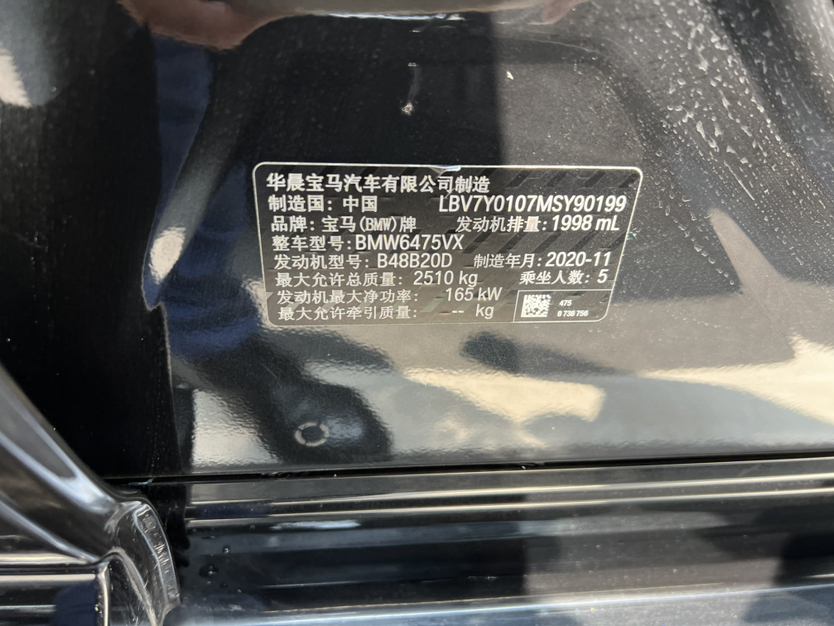 华晨宝马汽车有限公司制造
制造国：中国 LBV7Y0107MSY90199
品牌：宝马(BMW)牌 发动机排量：1998 mL
整车型号：BMW6475VX
发动机型号：B48B20D 制造年月：2020-11
最大允许总质量：2510 kg 乘坐人数：5
发动机最大净功率：165 kW
最大允许牵引质量：-- kg
475
8 738 756